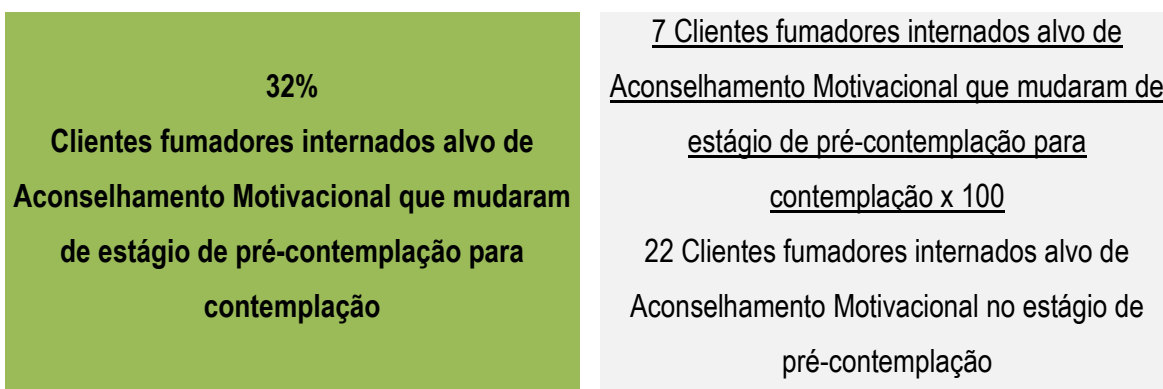 32%
Clientes fumadores internados alvo de
Aconselhamento Motivacional que mudaram
de estágio de pré-contemplação para
contemplação
7 Clientes fumadores internados alvo de
Aconselhamento Motivacional que mudaram de
estágio de pré-contemplação para
contemplação x 100
22 Clientes fumadores internados alvo de
Aconselhamento Motivacional no estágio de
pré-contemplação